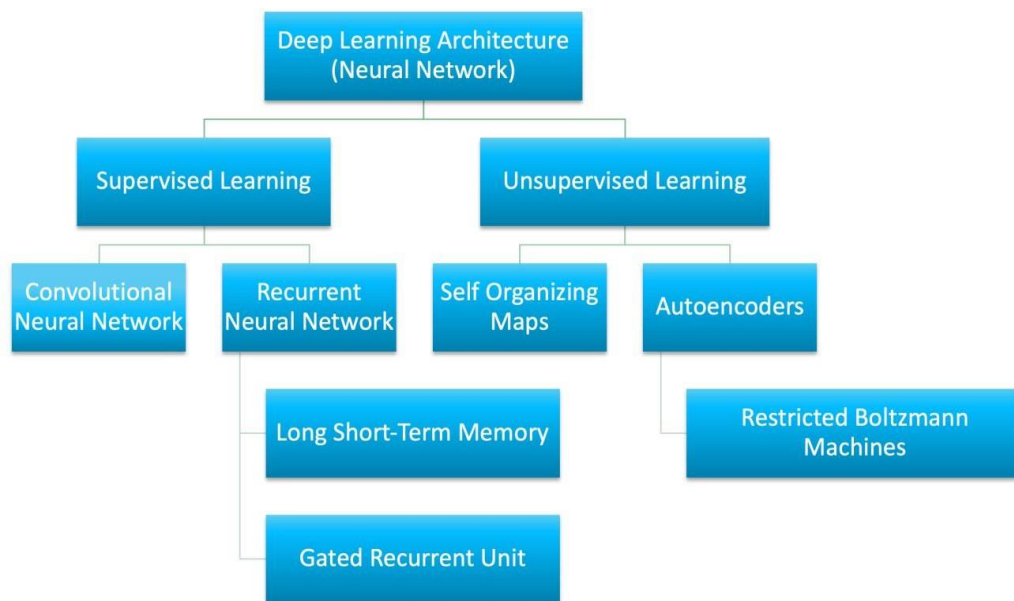 Deep Learning Architecture
(Neural Network)
Supervised Learning
Unsupervised Learning
Convolutional
Neural Network
Recurrent
Neural Network
Self Organizing
Maps
Autoencoders
Long Short-Term Memory
Restricted Boltzmann
Machines
Gated Recurrent Unit